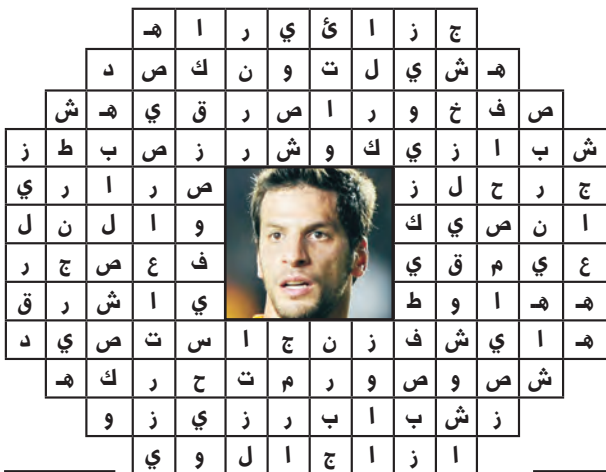 ج ز ا ئ ي ر ا هـ
هـ ش ي ل ت و ن ك ص د
ص ف خ و ر ا ص ر ق ي هـ ش
ش ب ا ز ي ك و ش ر ز ص ب ط ز
ج ر ح ل ز ص ر ا ر ي
ا ن ص ي ك و ا ل ن ل
ع ي م ق ي ف ع ص ج ر
هـ هـ ا و ط ي ا ش ر ق
هـ ا ي ش ف ز ن ج ا س ت ص ي د
ش ص و ص و ر م ت ح ر ك هـ
ز ش ب ا ب ر ز ي ز و
ا ز ا ج ا ل و ي